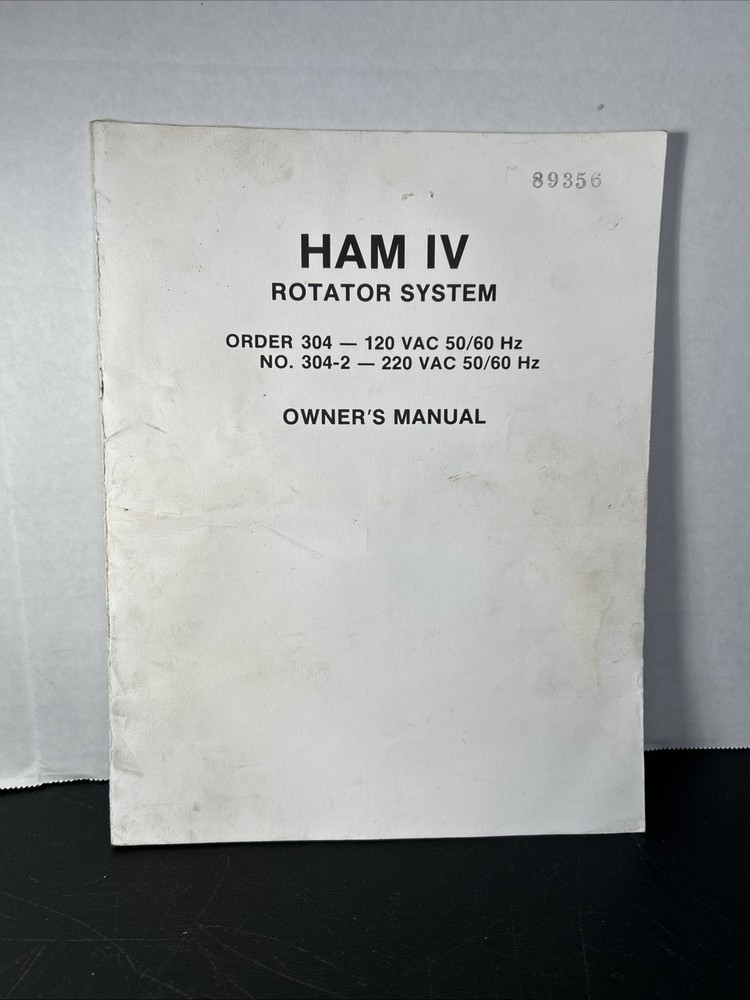 89356
HAM IV
ROTATOR SYSTEM
ORDER 304 — 120 VAC 50/60 Hz
NO. 304-2 — 220 VAC 50/60 Hz
OWNER'S MANUAL